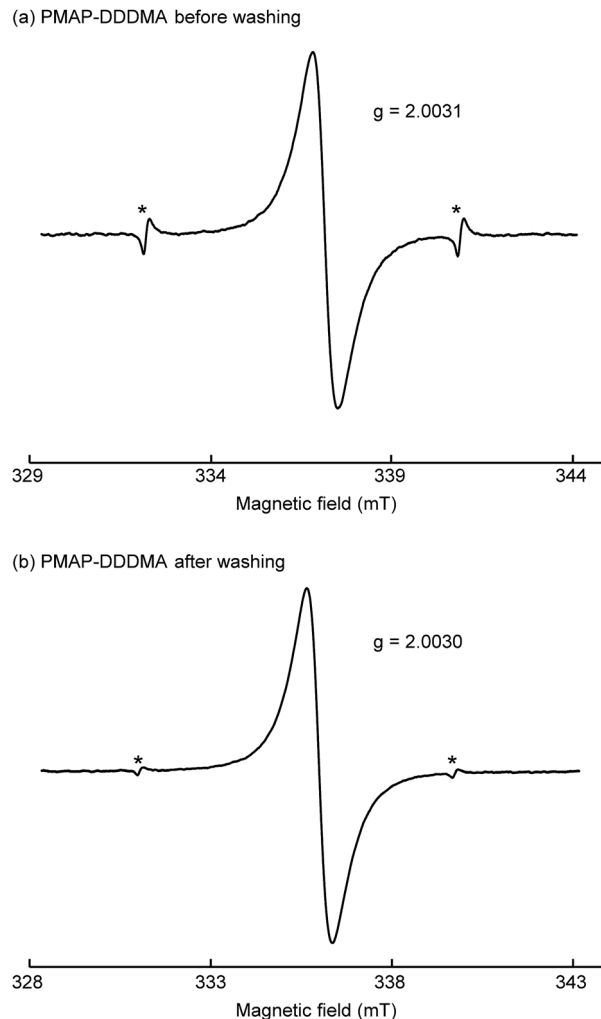 (a) PMAP-DDDMA before washing
g = 2.0031
* *
329 334 339 344
Magnetic field (mT)
(b) PMAP-DDDMA after washing
g = 2.0030
* *
328 333 338 343
Magnetic field (mT)